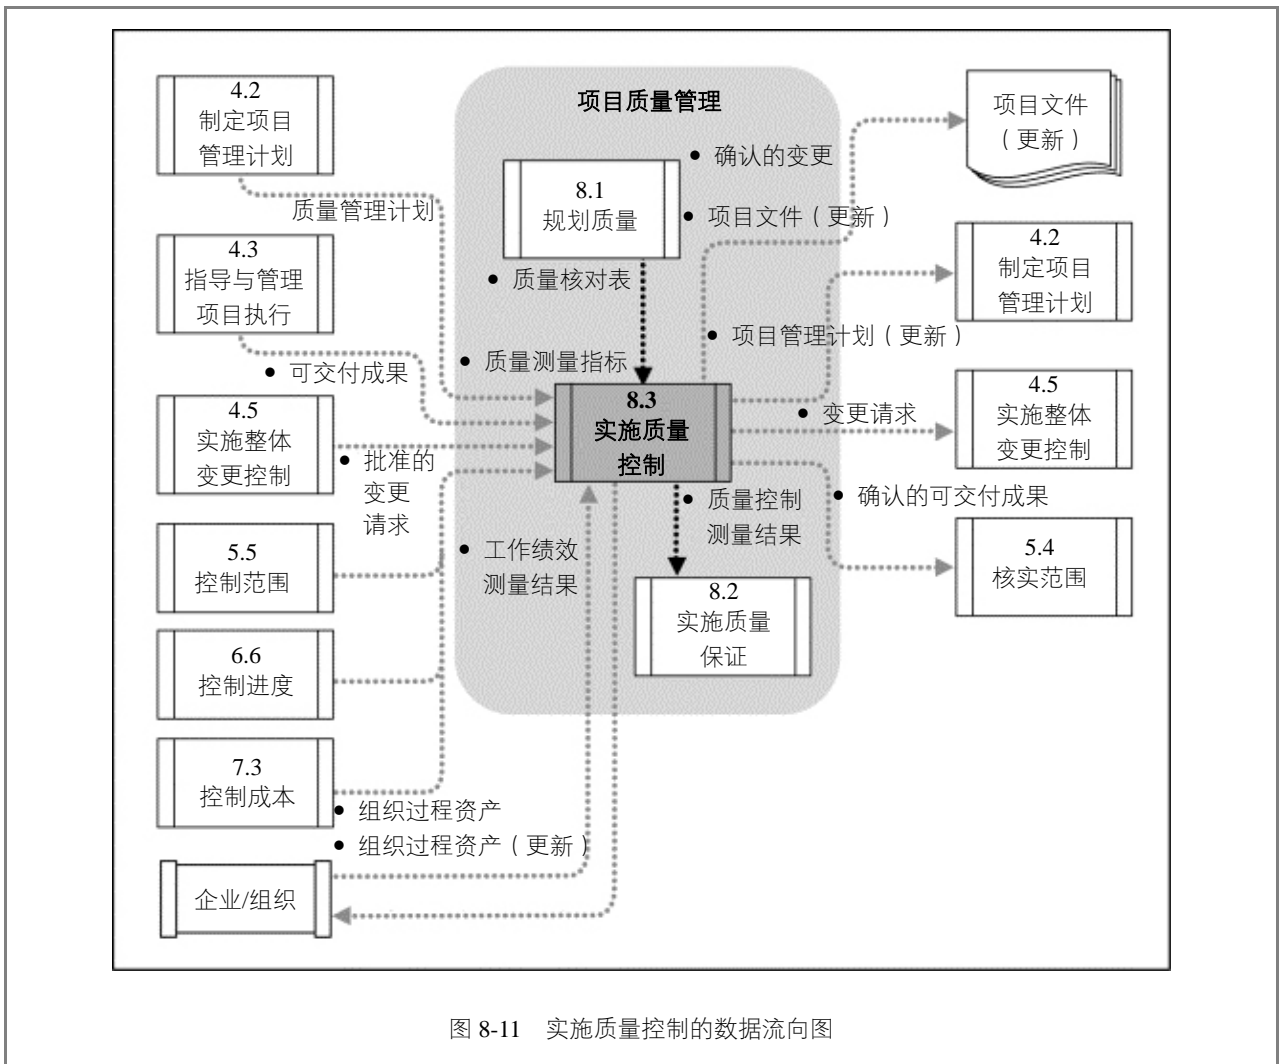 项目质量管理
4.2
制定项目
管理计划
质量管理计划
4.3
指导与管理
项目执行
● 可交付成果
4.5
实施整体
变更控制
● 批准的
变更
请求
5.5
控制范围
6.6
控制进度
7.3
控制成本
● 组织过程资产
● 组织过程资产（更新）
企业/组织
8.1
规划质量
● 确认的变更
● 项目文件（更新）
● 质量核对表
● 质量测量指标
● 项目管理计划（更新）
8.3
实施质量
控制
● 变更请求
● 质量控制
测量结果
● 确认的可交付成果
● 工作绩效
测量结果
8.2
实施质量
保证
项目文件
（更新）
4.2
制定项目
管理计划
4.5
实施整体
变更控制
5.4
核实范围
图 8-11 实施质量控制的数据流向图